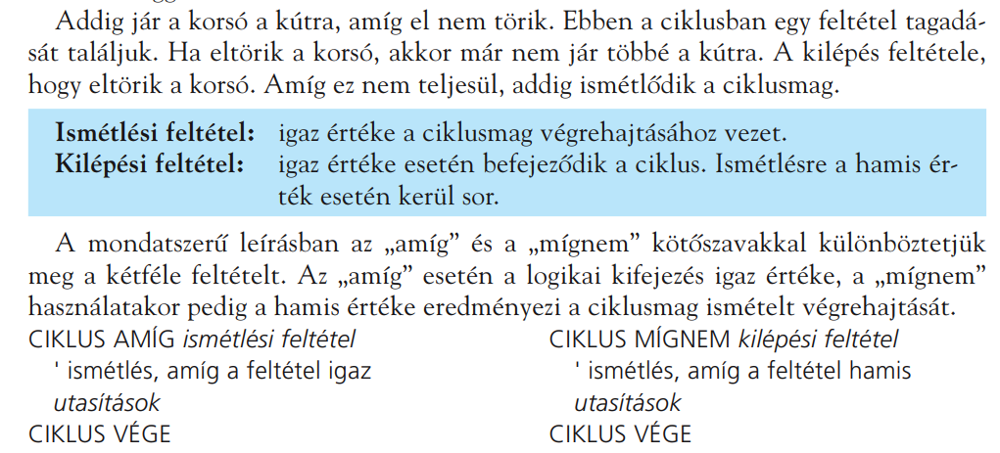 Addig jár a korsó a kútra, amíg el nem törik. Ebben a ciklusban egy feltétel tagadá-
sát találjuk. Ha eltörik a korsó, akkor már nem jár többé a kútra. A kilépés feltétele,
hogy eltörik a korsó. Amíg ez nem teljesül, addig ismétlődik a ciklusmag.
Ismétlési feltétel: igaz értéke a ciklusmag végrehajtásához vezet.
Kilépési feltétel: igaz értéke esetén befejeződik a ciklus. Ismétlésre a hamis ér-
ték esetén kerül sor.
A mondatszerű leírásban az „amíg” és a „mígnem” kötőszavakkal különböztetjük
meg a kétféle feltételt. Az „amíg” esetén a logikai kifejezés igaz értéke, a „mígnem”
használatakor pedig a hamis értéke eredményezi a ciklusmag ismételt végrehajtását.
CIKLUS AMÍG ismétlési feltétel
' ismétlés, amíg a feltétel igaz
utasítások
CIKLUS VÉGE
CIKLUS MÍGNEM kilépési feltétel
' ismétlés, amíg a feltétel hamis
utasítások
CIKLUS VÉGE